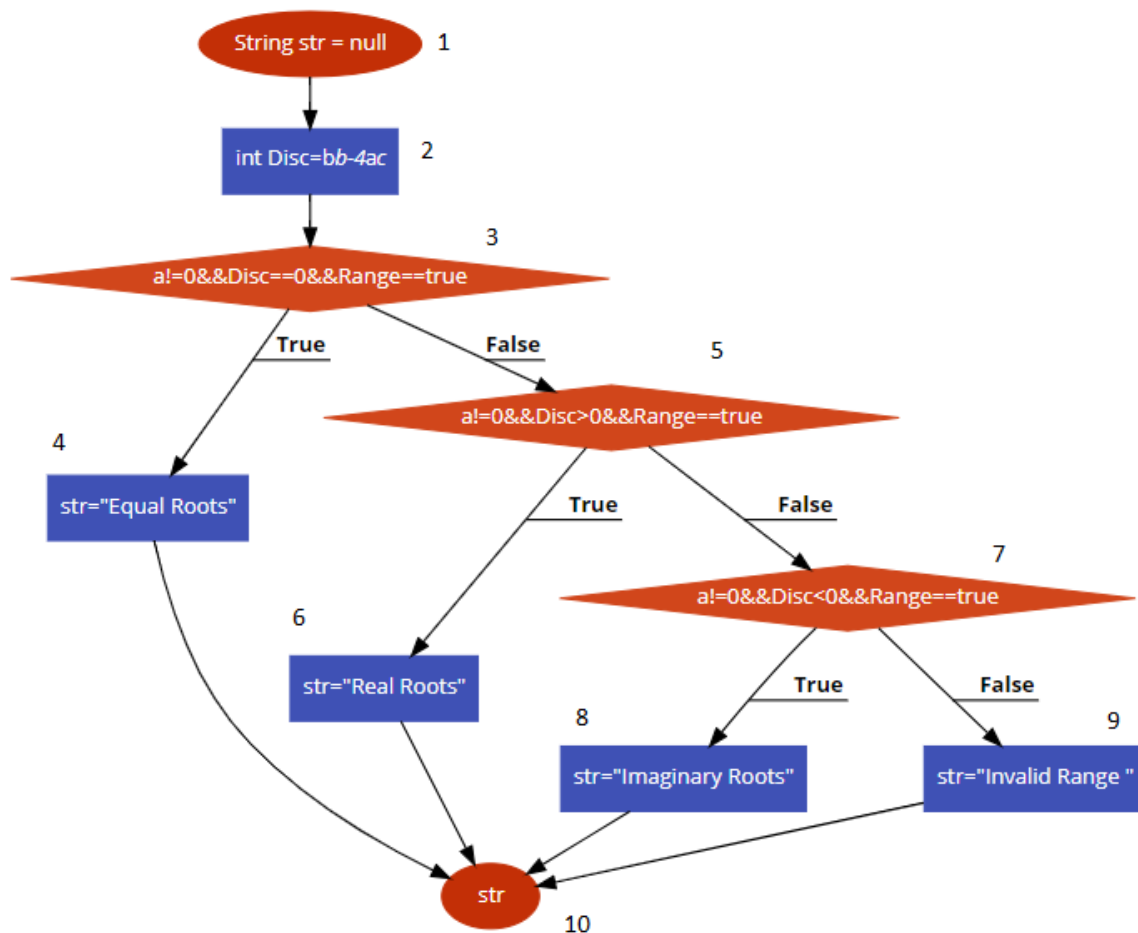 String str = null
1
int Disc=bb-4ac
2
3
a!=0&&Disc==0&&Range==true
True
False
5
a!=0&&Disc>0&&Range==true
4
str="Equal Roots"
True
False
7
a!=0&&Disc<0&&Range==true
6
str="Real Roots"
True
False
8
9
str="Imaginary Roots"
str="Invalid Range "
str
10